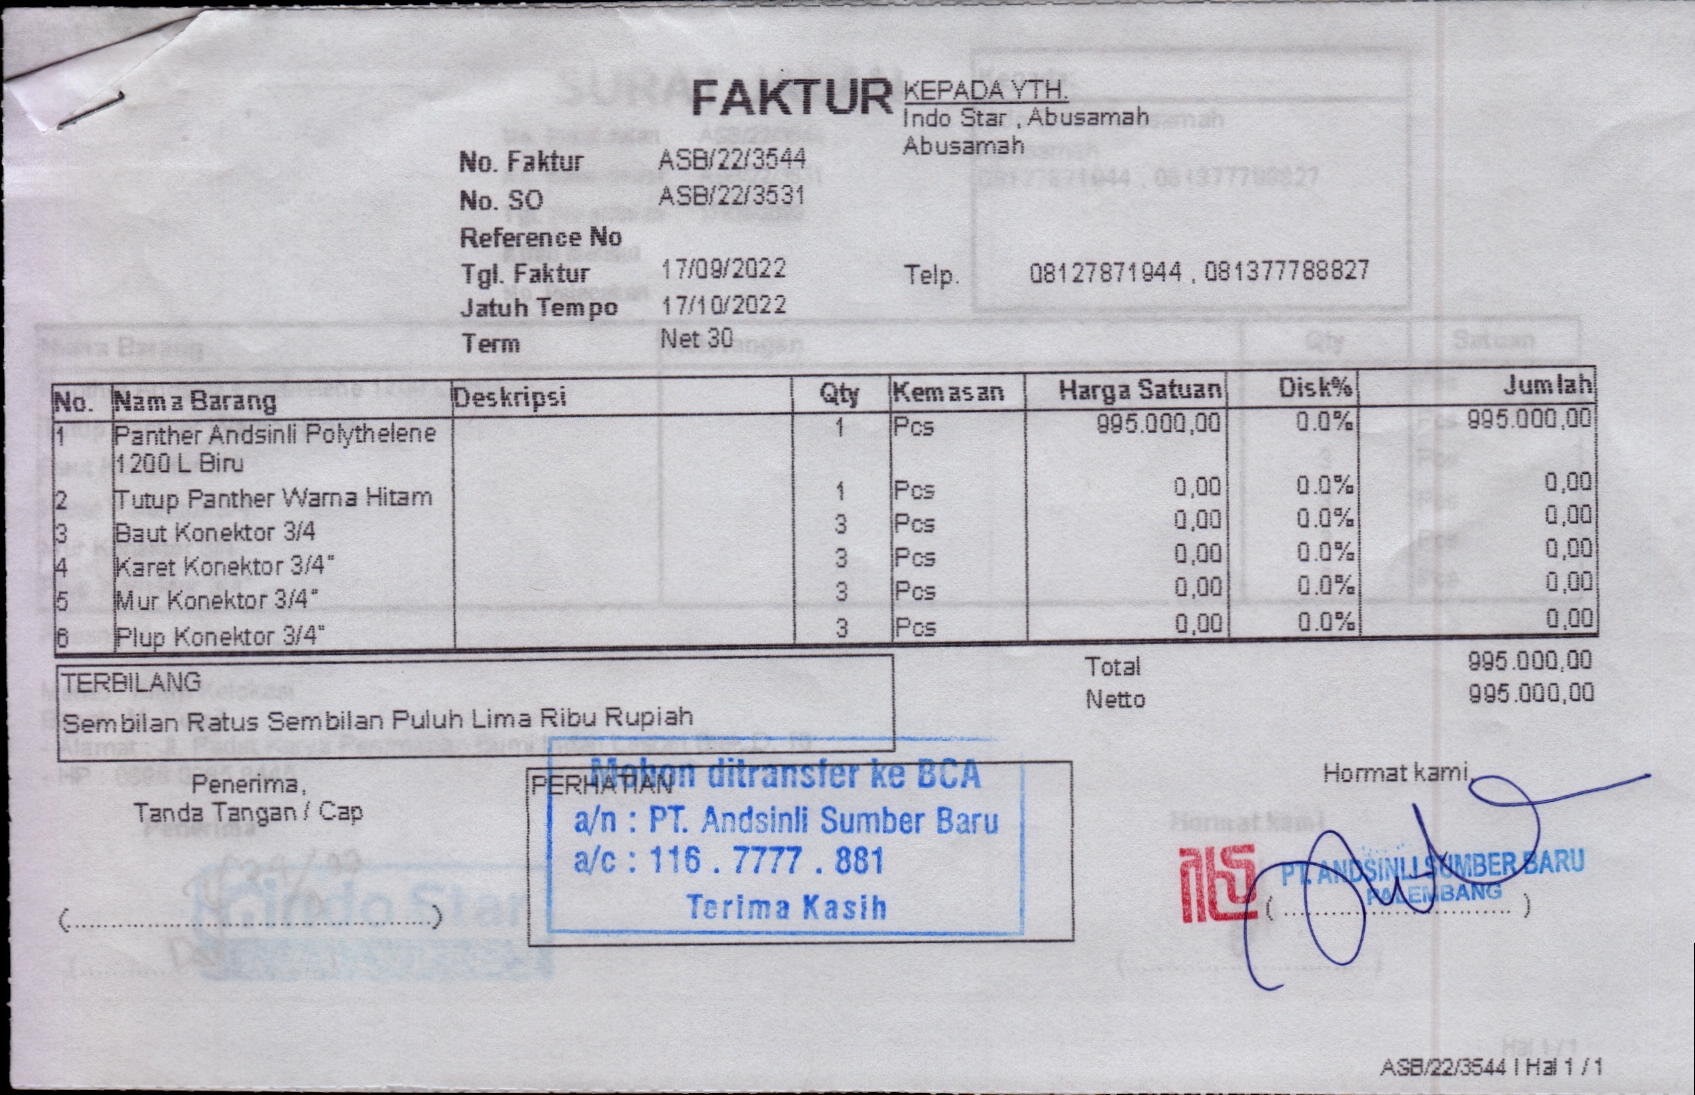 FAKTUR
KEPADA YTH.
Indo Star , Abusamah
Abusamah
No. Faktur ASB/22/3544
No. SO ASB/22/3531
Reference No
Tgl. Faktur 17/09/2022
Telp. 08127871944 , 081377788827
Jatuh Tempo 17/10/2022
Term Net 30
No. Nama Barang Deskripsi Qty Kemasan Harga Satuan Disk% Jumlah
1 Panther Andsinli Polythelene 1 Pcs 995.000,00 0.0% 995.000,00
1200 L Biru
2 Tutup Panther Warna Hitam 1 Pcs 0,00 0.0% 0,00
3 Baut Konektor 3/4 3 Pcs 0,00 0.0% 0,00
4 Karet Konektor 3/4" 3 Pcs 0,00 0.0% 0,00
5 Mur Konektor 3/4" 3 Pcs 0,00 0.0% 0,00
6 Plup Konektor 3/4" 3 Pcs 0,00 0.0% 0,00
Total 995.000,00
Netto 995.000,00
TERBILANG
Sembilan Ratus Sembilan Puluh Lima Ribu Rupiah
Penerima,
Tanda Tangan / Cap
(....................................................)
PERHATIAN
Mohon ditransfer ke BCA
a/n : PT. Andsinli Sumber Baru
a/c : 116 . 7777 . 881
Terima Kasih
Hormat kami,
PT. ANDSINLI SUMBER BARU
PALEMBANG
( .................................. )
ASB/22/3544 | Hal 1 / 1